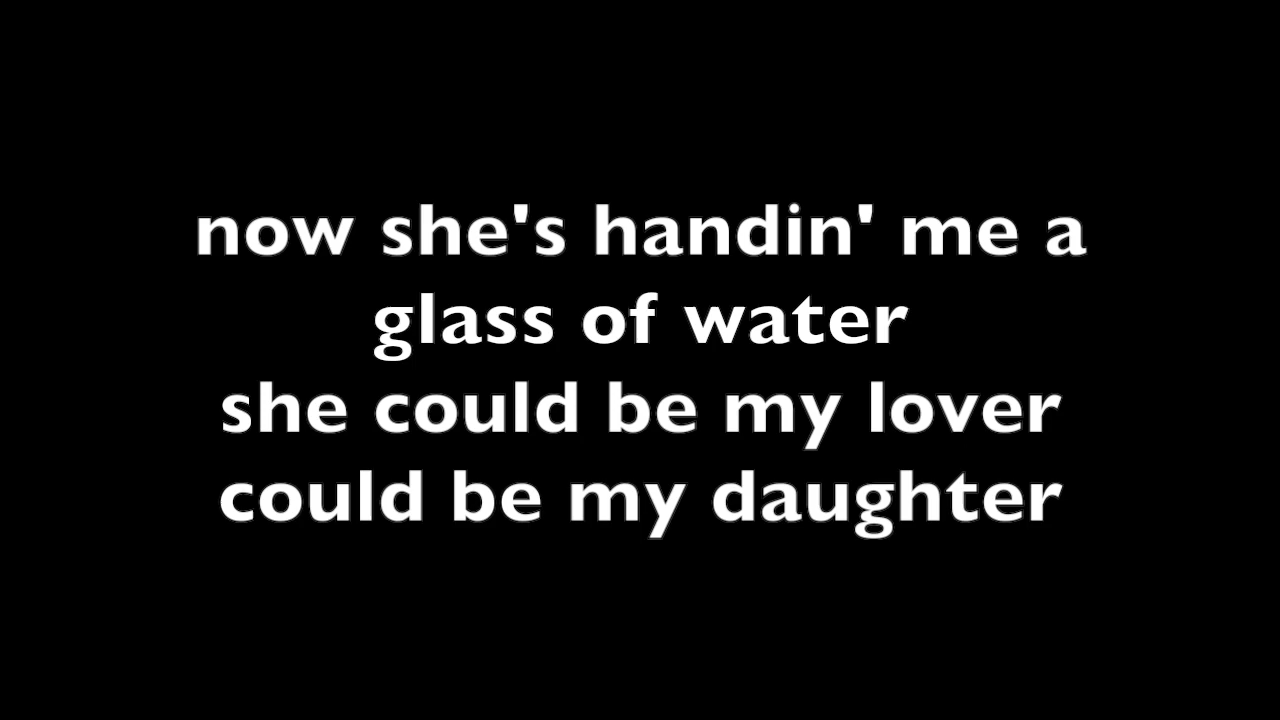 now she's handin' me a
glass of water
she could be my lover
could be my daughter